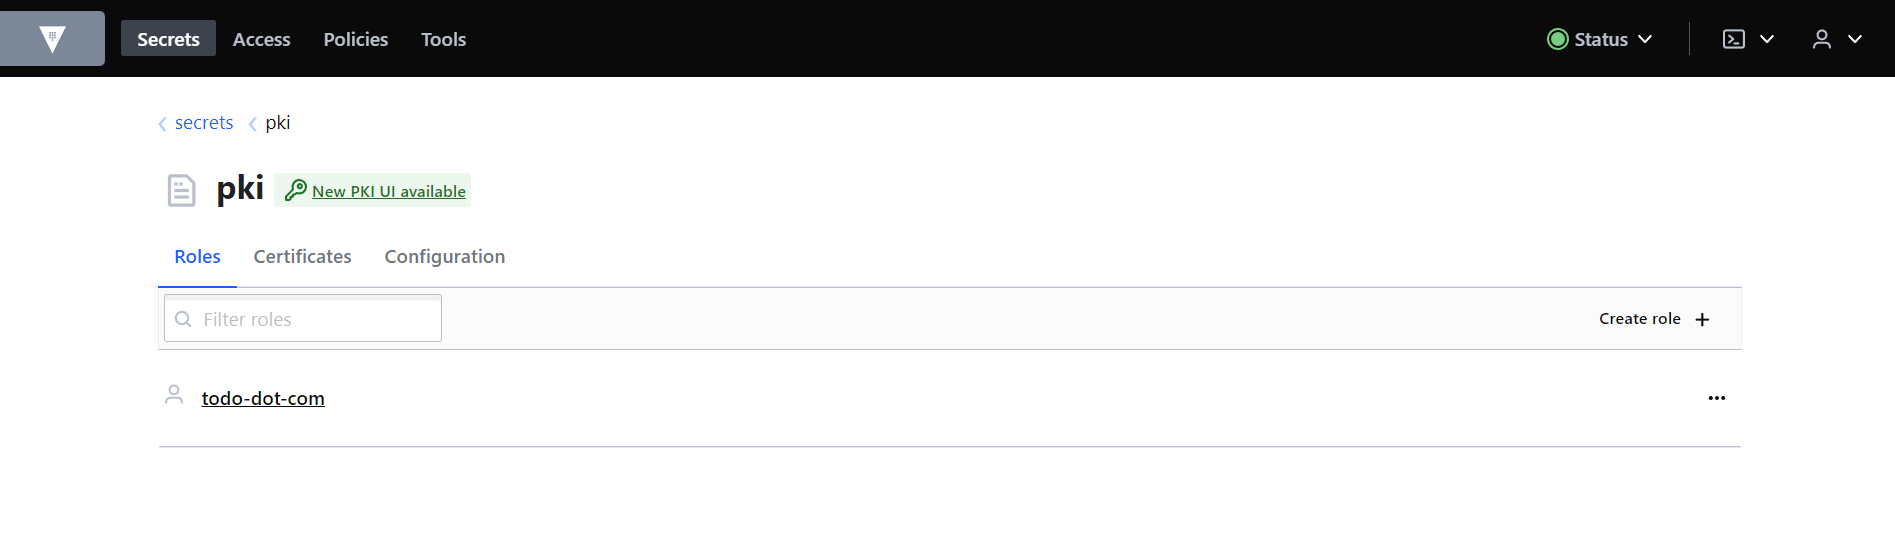 Secrets Access Policies Tools Status
secrets pki
pki New PKI UI available
Roles Certificates Configuration
Filter roles Create role +
todo-dot-com